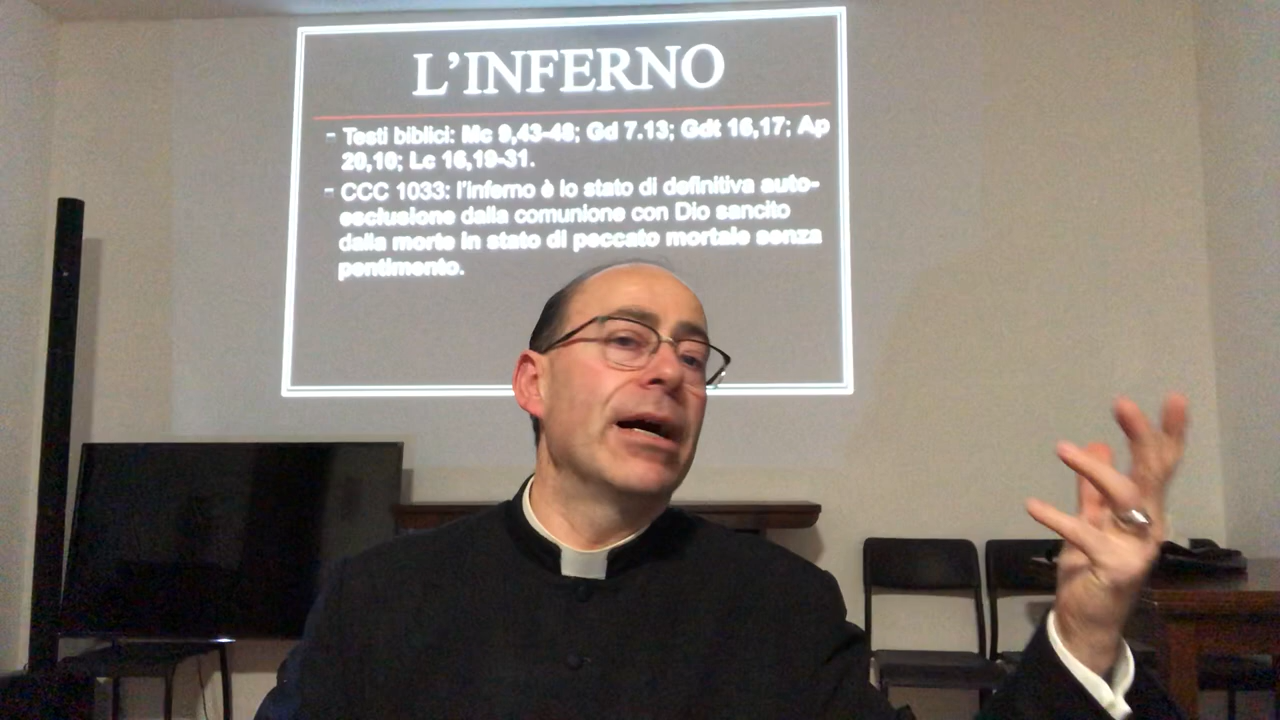 L'INFERNO
- Testi biblici: Mc 9,43-48; Gd 7.13; Gdt 16,17; Ap
20,10; Lc 16,19-31.
- CCC 1033: l'inferno è lo stato di definitiva auto-
esclusione dalla comunione con Dio sancito
dalla morte in stato di peccato mortale senza
pentimento.